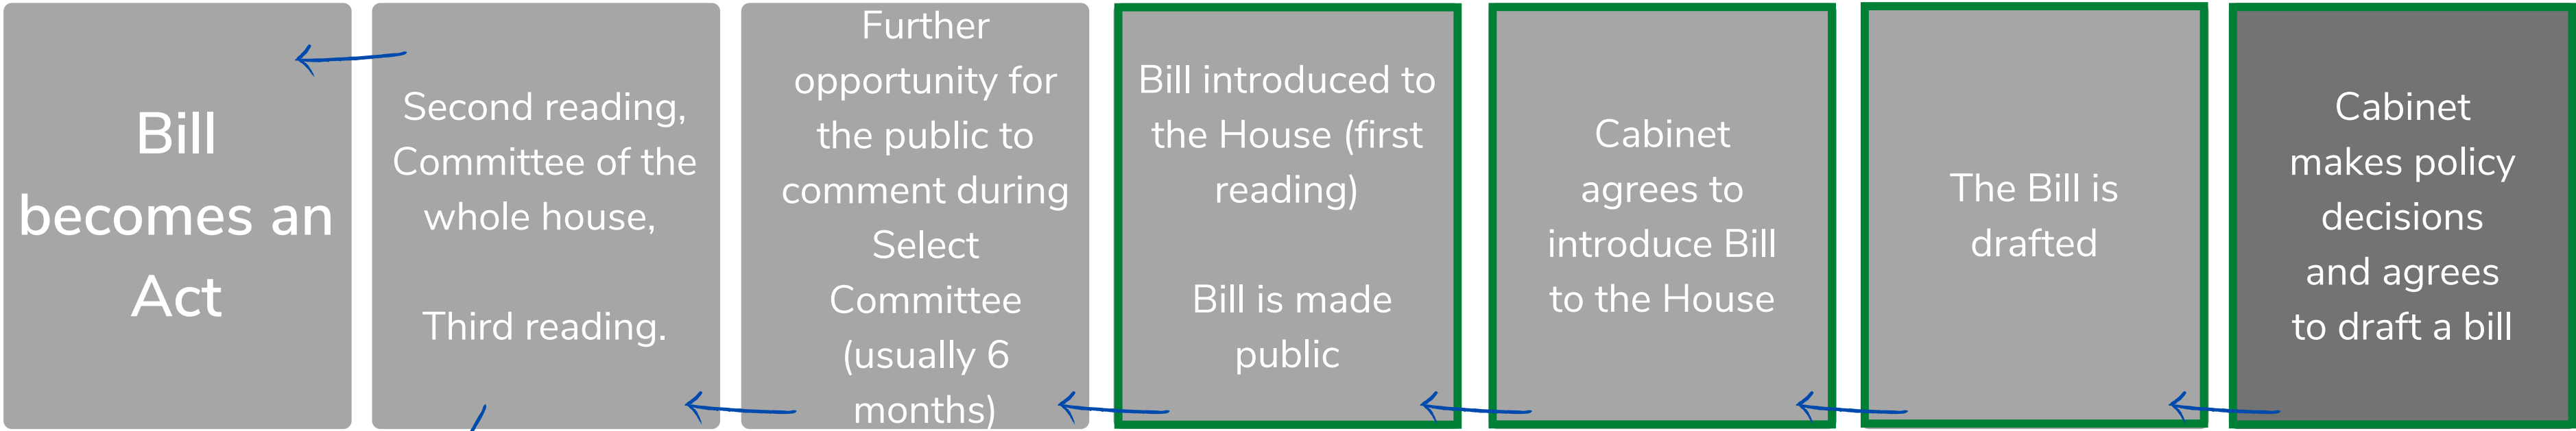 Bill
becomes an
Act
Second reading,
Committee of the
whole house,
Third reading.
Further
opportunity for
the public to
comment during
Select
Committee
(usually 6
months)
Bill introduced to
the House (first
reading)
Bill is made
public
Cabinet
agrees to
introduce Bill
to the House
The Bill is
drafted
Cabinet
makes policy
decisions
and agrees
to draft a bill